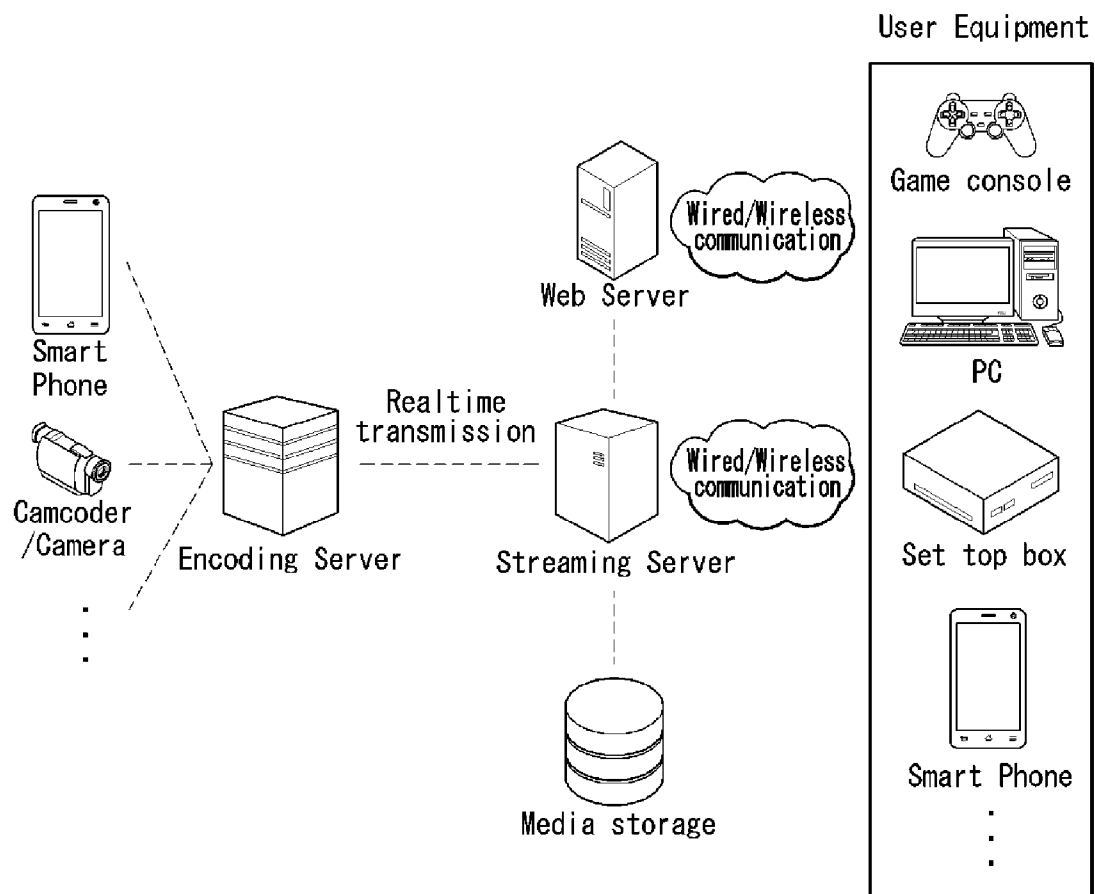 User Equipment
Game console
Wired/Wireless
communication
Web Server
PC
Smart
Phone
Realtime
transmission
Wired/Wireless
communication
Camcoder
/Camera
Encoding Server
Streaming Server
Set top box
Media storage
Smart Phone